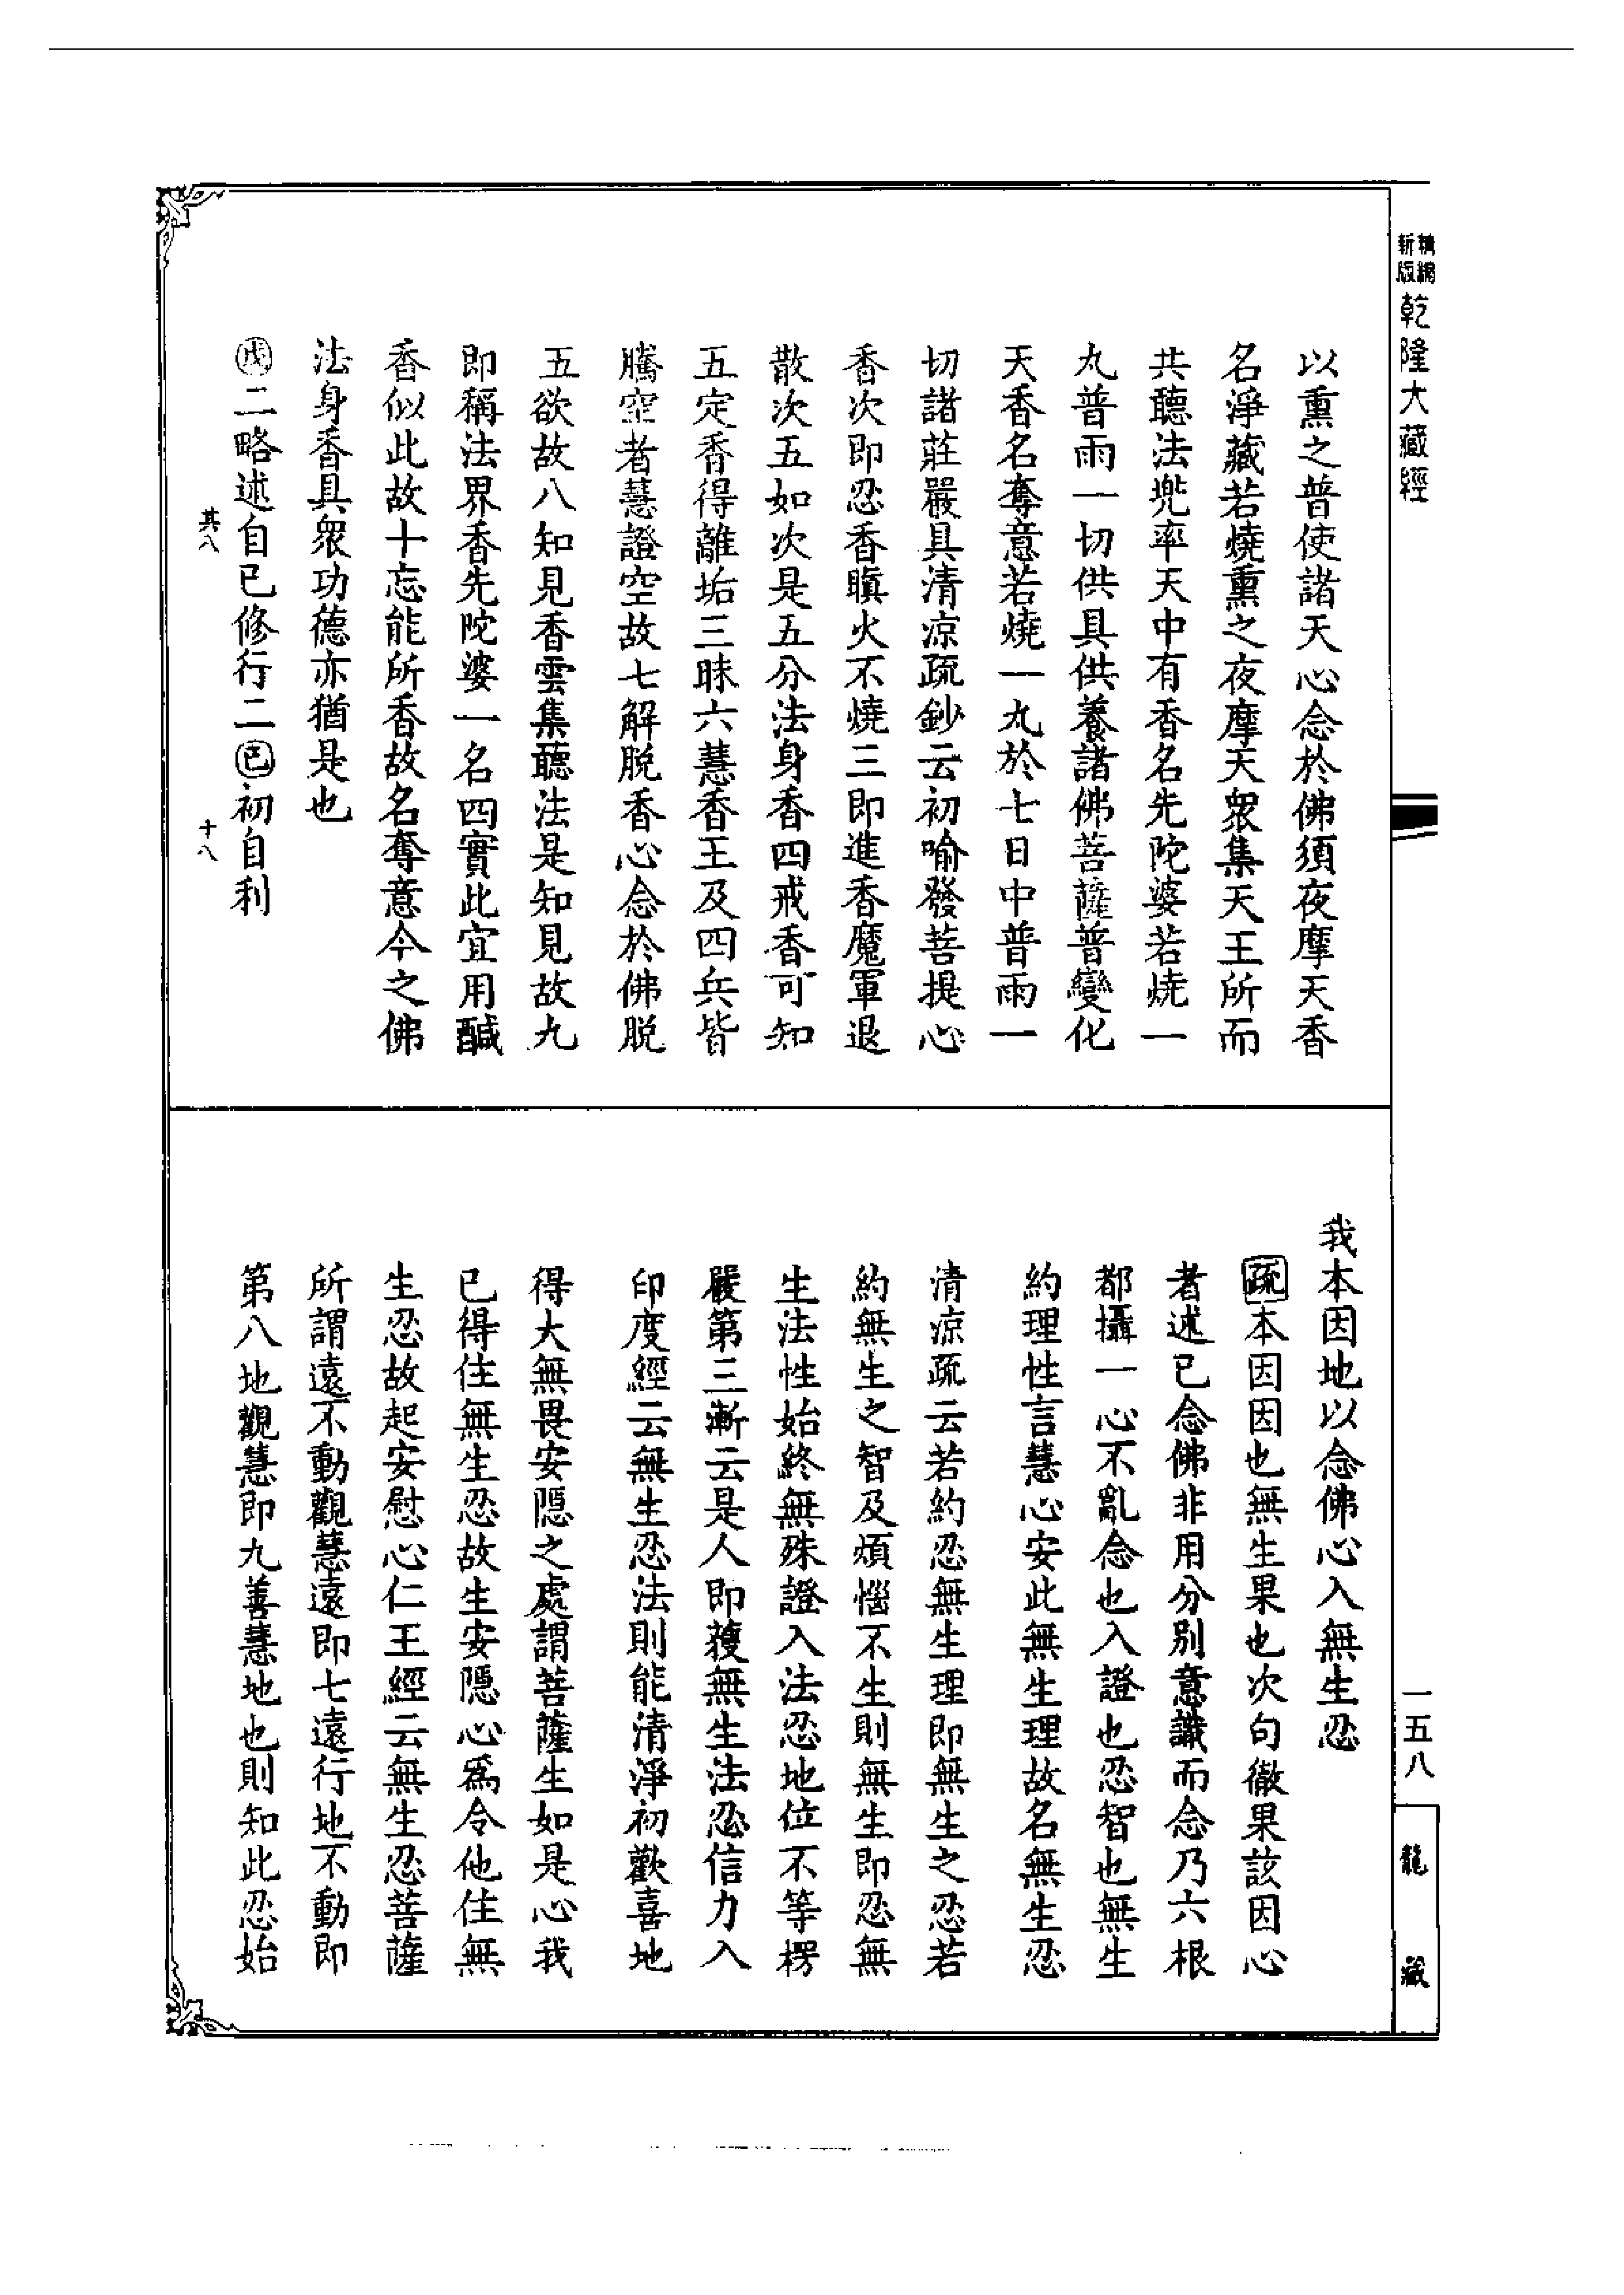 精編
新版
乾隆大藏經
以熏之普使諸天心念於佛須夜摩天香
名淨藏若燒熏之夜摩天眾集天王所而
共聽法兜率天中有香名先陀婆若燒一
丸普雨一切供具供養諸佛菩薩普變化
天香名奪意若燒一丸於七日中普雨一
切諸莊嚴具清涼疏鈔云初喻發菩提心
香次即忍香瞋火不燒三即進香魔軍退
散次五如次是五分法身香四戒香可知
五定香得離垢三昧六慧香王及四兵皆
騰空者慧證空故七解脫香心念於佛脫
五欲故八知見香雲集聽法是知見故九
即稱法界香先陀婆一名四實此宜用鹹
香似此故十忘能所香故名奪意今之佛
法身香具眾功德亦猶是也
戊二略述自已修行二巳初自利
其八
十八
我本因地以念佛心入無生忍
疏本因因也無生果也次句徹果該因心
者述已念佛非用分別意識而念乃六根
都攝一心不亂念也入證也忍智也無生
約理性言慧心安此無生理故名無生忍
清涼疏云若約忍無生理即無生之忍若
約無生之智及煩惱不生則無生即忍無
生法性始終無殊證入法忍地位不等楞
嚴第三漸云是人即獲無生法忍信力入
印度經云無生忍法則能清淨初歡喜地
得大無畏安隱之處謂菩薩生如是心我
已得住無生忍故生安隱心為令他住無
生忍故起安慰心仁王經云無生忍菩薩
所謂遠不動觀慧遠即七遠行地不動即
第八地觀慧即九善慧地也則知此忍始
一五八
龍藏